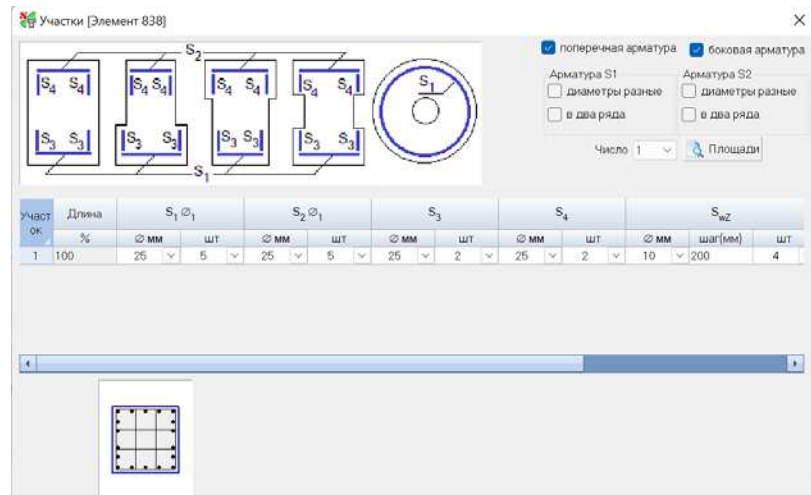 Участки [Элемент 838]
S2
S4 S4 S4 S4 S4 S4 S4 S4 S1
S3 S3 S3 S3 S3 S3 S3 S3
S1
поперечная арматура боковая арматура
Арматура S1 Арматура S2
диаметры разные диаметры разные
в два ряда в два ряда
Число 1 Площади
Участок Длина S1 Ø1 S2 Ø1 S3 S4 SwZ
% Ø мм шт Ø мм шт Ø мм шт Ø мм шт Ø мм шаг(мм) шт
1 100 25 5 25 5 25 2 25 2 10 200 4